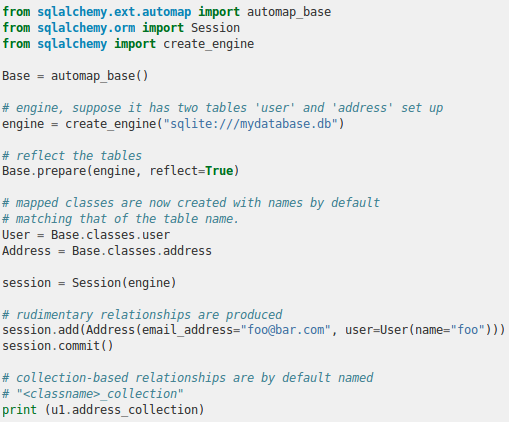 from sqlalchemy.ext.automap import automap_base
from sqlalchemy.orm import Session
from sqlalchemy import create_engine
Base = automap_base()
# engine, suppose it has two tables 'user' and 'address' set up
engine = create_engine("sqlite:///mydatabase.db")
# reflect the tables
Base.prepare(engine, reflect=True)
# mapped classes are now created with names by default
# matching that of the table name.
User = Base.classes.user
Address = Base.classes.address
session = Session(engine)
# rudimentary relationships are produced
session.add(Address(email_address="foo@bar.com", user=User(name="foo")))
session.commit()
# collection-based relationships are by default named
# "<classname>_collection"
print (u1.address_collection)